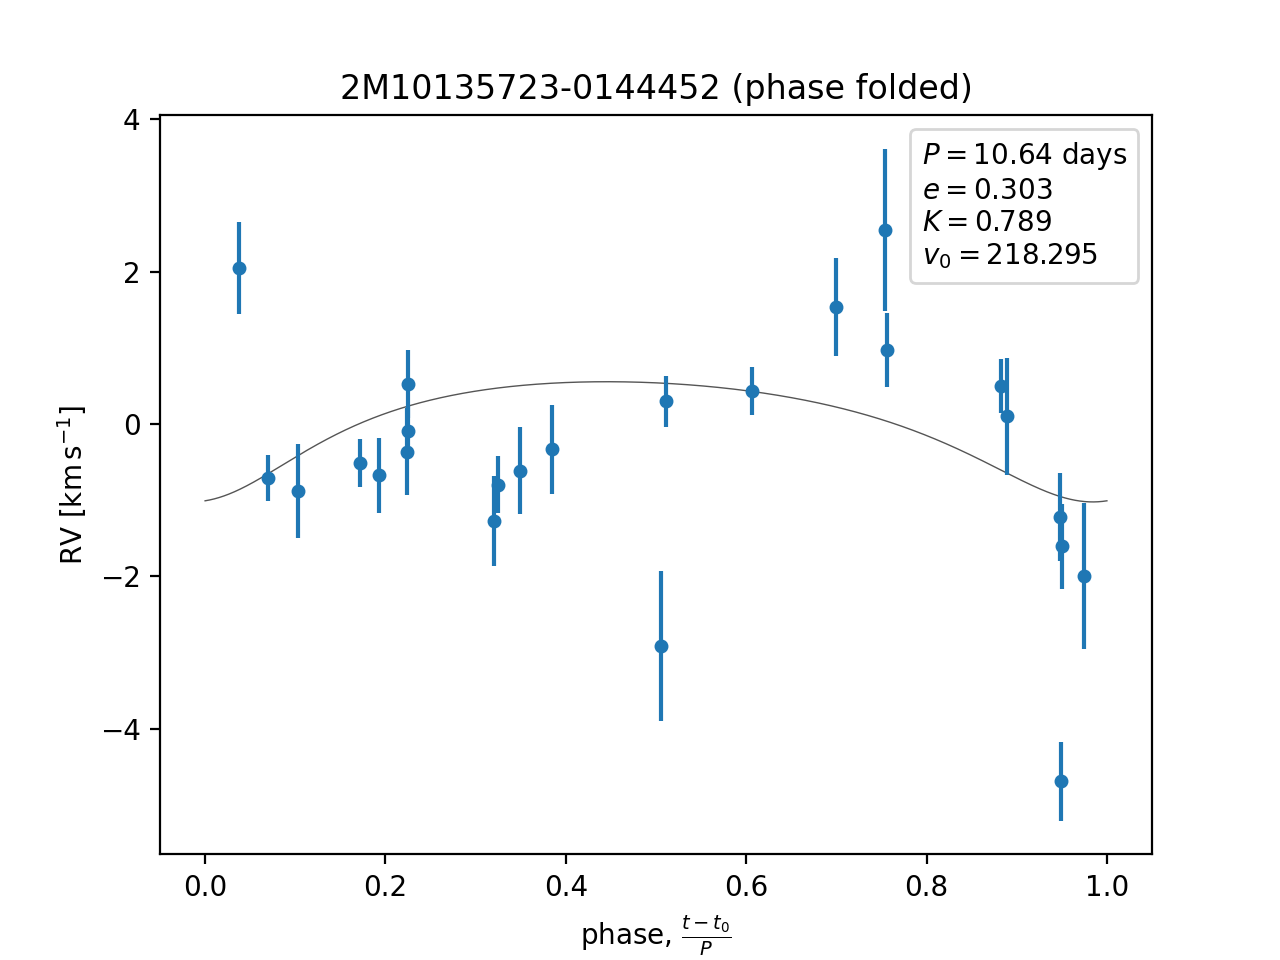 2M10135723-0144452 (phase folded)
P = 10.64 days
e = 0.303
K = 0.789
v₀ = 218.295
RV [km s⁻¹]
4
2
0
−2
−4
0.0 0.2 0.4 0.6 0.8 1.0
phase, (t − t₀)/P